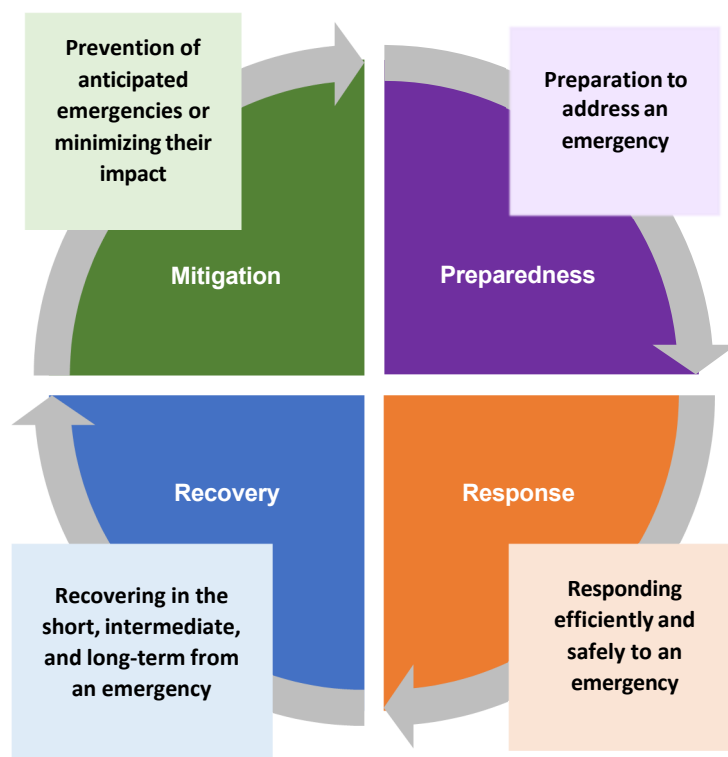 Prevention of
anticipated
emergencies or
minimizing their
impact
Preparation to
address an
emergency
Mitigation
Preparedness
Recovery
Response
Recovering in the
short, intermediate,
and long-term from
an emergency
Responding
efficiently and
safely to an
emergency